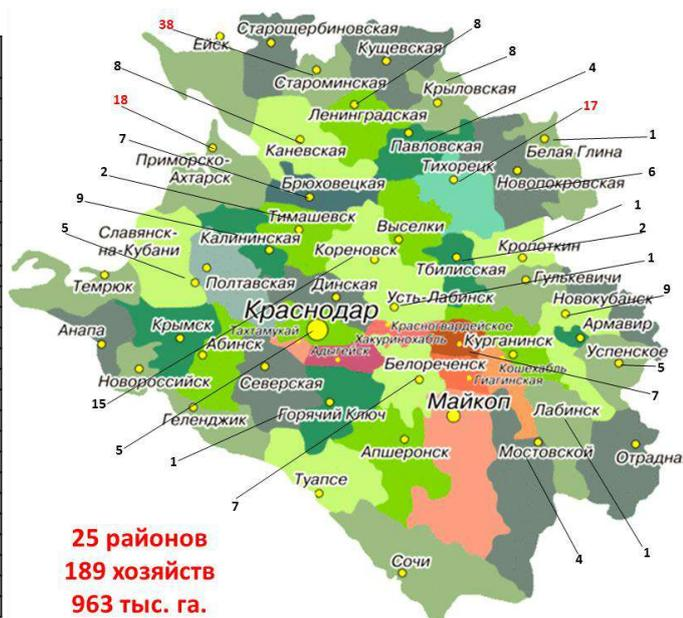 38
Старощербиновская
8
Ейск
Кущевская
8
8
Староминская
4
Крыловская
18
Ленинградская
17
7
Каневская
Павловская
1
Белая Глина
Приморско-
Ахтарск
Тихорецк
2
Брюховецкая
Новопокровская
6
9
Тимашевск
1
Славянск-
на-Кубани
Выселки
5
Калининская
Кореновск
Кропоткин
2
Тбилисская
1
Темрюк
Полтавская
Динская
Гулькевичи
Усть-Лабинск
Новокубанск
9
Краснодар
Анапа
Крымск
Тахтамукай
Красногвардейское
Армавир
Абинск
Хакуринохабль
Курганинск
Адыгейск
Успенское
Белореченск
Кошехабль
5
Новороссийск
Северская
Гиагинская
7
15
Майкоп
Геленджик
Горячий Ключ
Лабинск
5
Апшеронск
Мостовской
Отрадна
1
Туапсе
7
25 районов
189 хозяйств
963 тыс. га.
4
1
Сочи